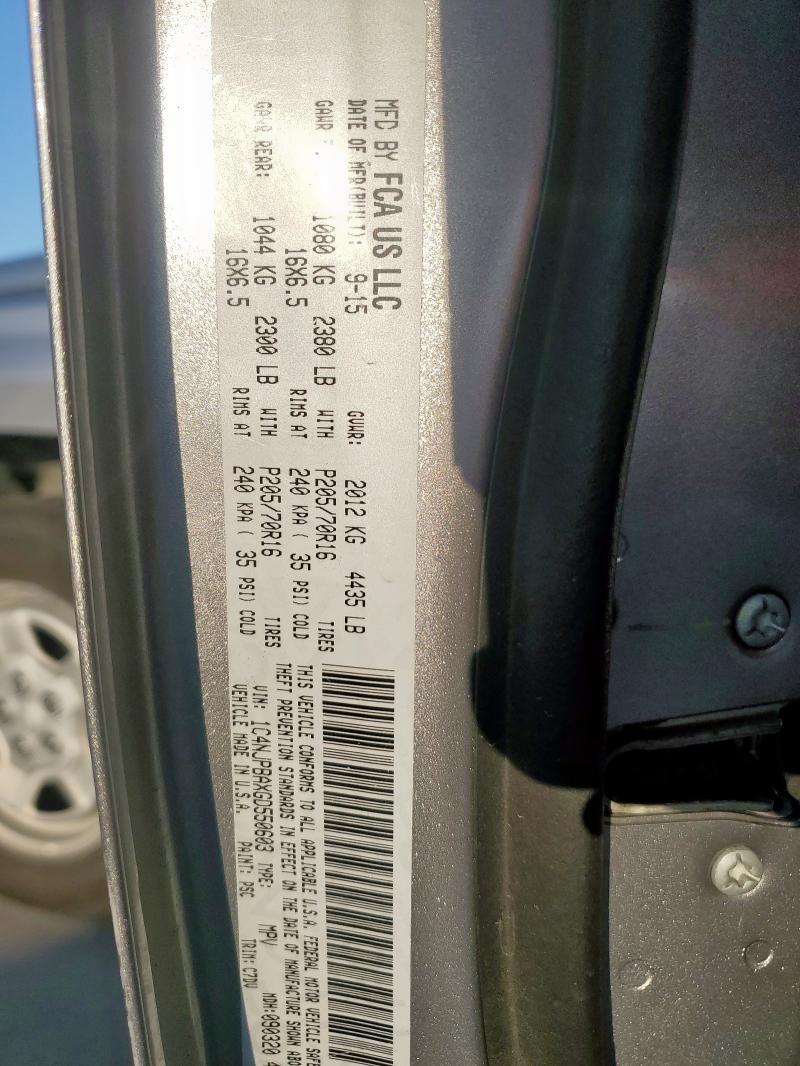 MFD BY FCA US LLC
DATE OF MFR(BUILT): 9-15 GVWR: 2012 KG 4435 LB
GAWR 1080 KG 2380 LB WITH P205/70R16 TIRES
16X6.5 RIMS AT 240 KPA ( 35 PSI) COLD
GAWR REAR: 1044 KG 2300 LB WITH P205/70R16 TIRES
16X6.5 RIMS AT 240 KPA ( 35 PSI) COLD
THIS VEHICLE CONFORMS TO ALL APPLICABLE U.S.A. FEDERAL MOTOR VEHICLE SAFE
THEFT PREVENTION STANDARDS IN EFFECT ON THE DATE OF MANUFACTURE SHOWN ABO
VIN: 1C4NJPBAXGD550603 TYPE: MPV MDH: 090320 4
VEHICLE MADE IN U.S.A. PAINT: PSC TRIM: C7DV